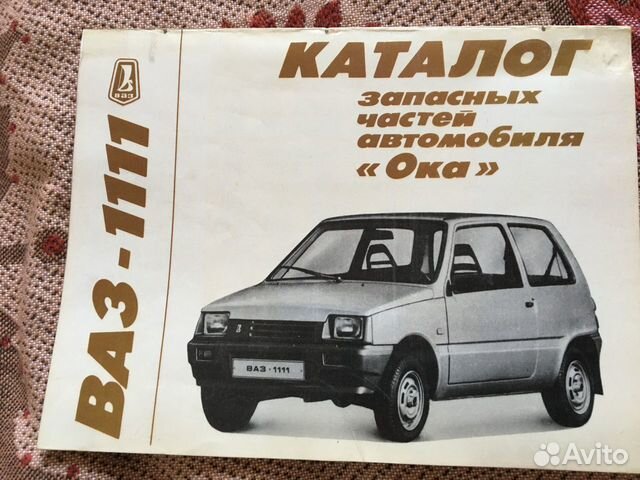 ВАЗ-1111
ВАЗ
КАТАЛОГ
запасных
частей
автомобиля
«Ока»
ВАЗ-1111
Avito